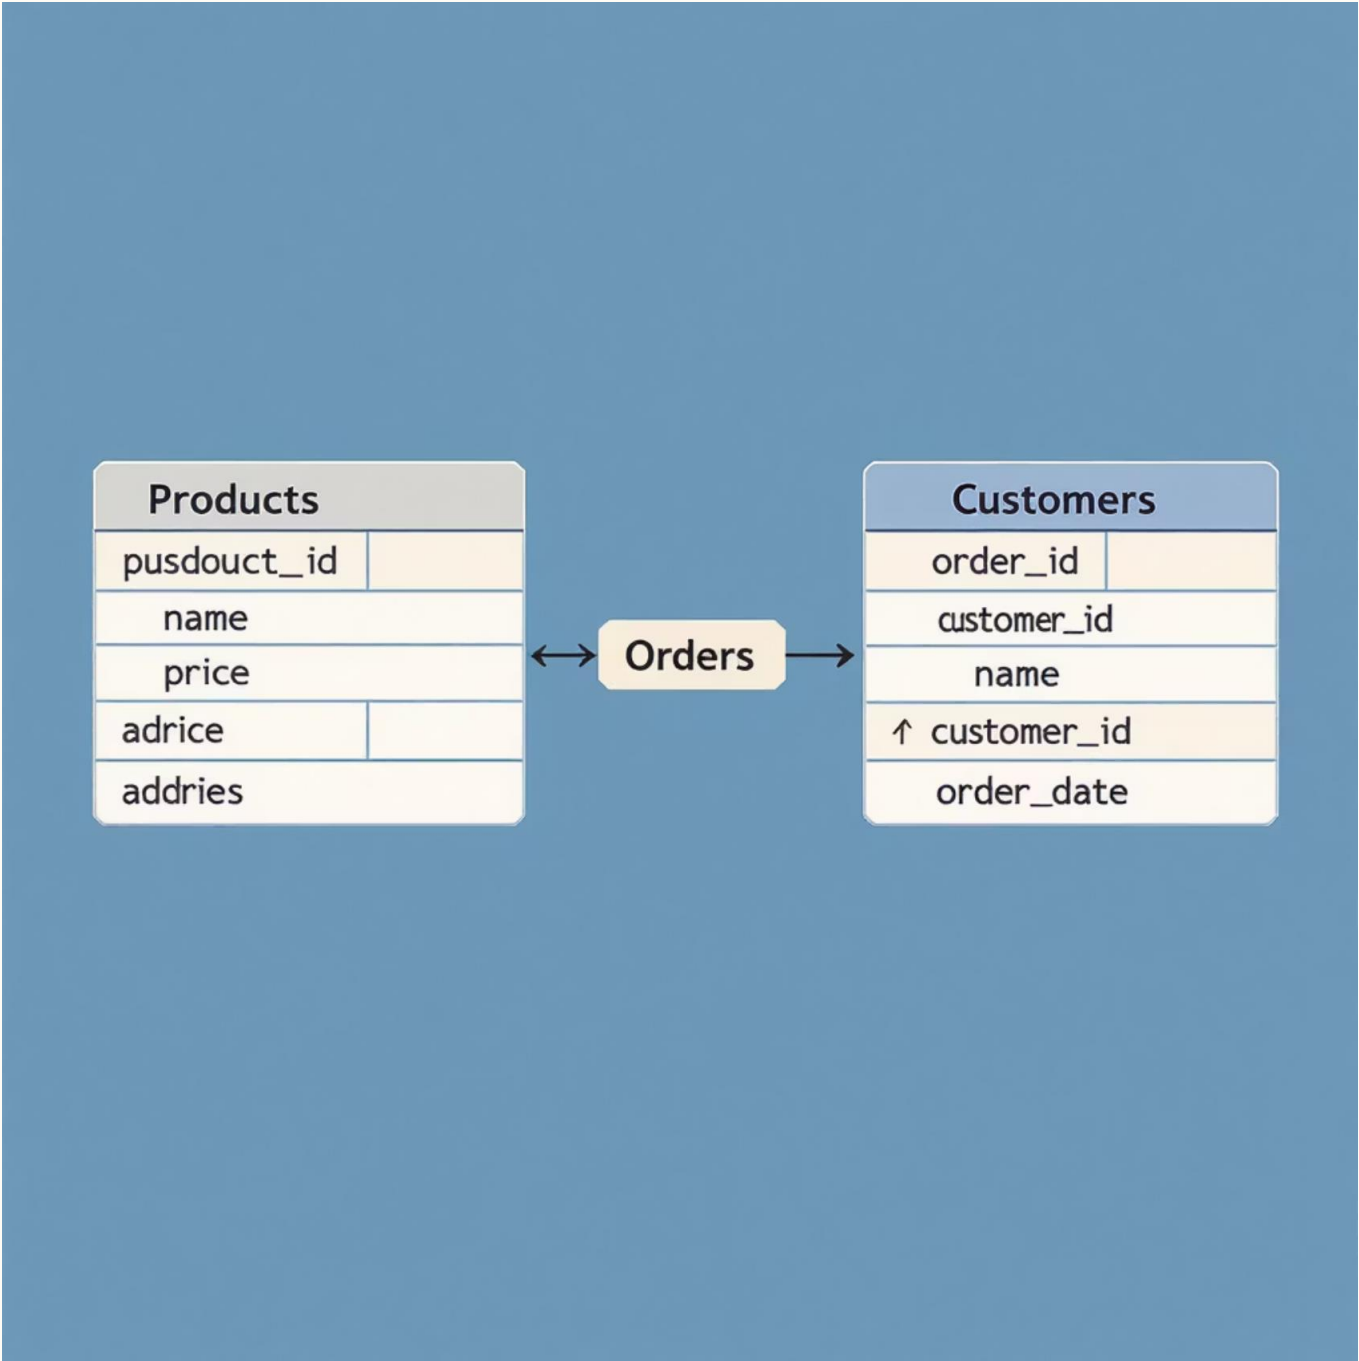 Products
pusdouct_id
name
price
adrice
addries
Orders
Customers
order_id
customer_id
name
↑ customer_id
order_date